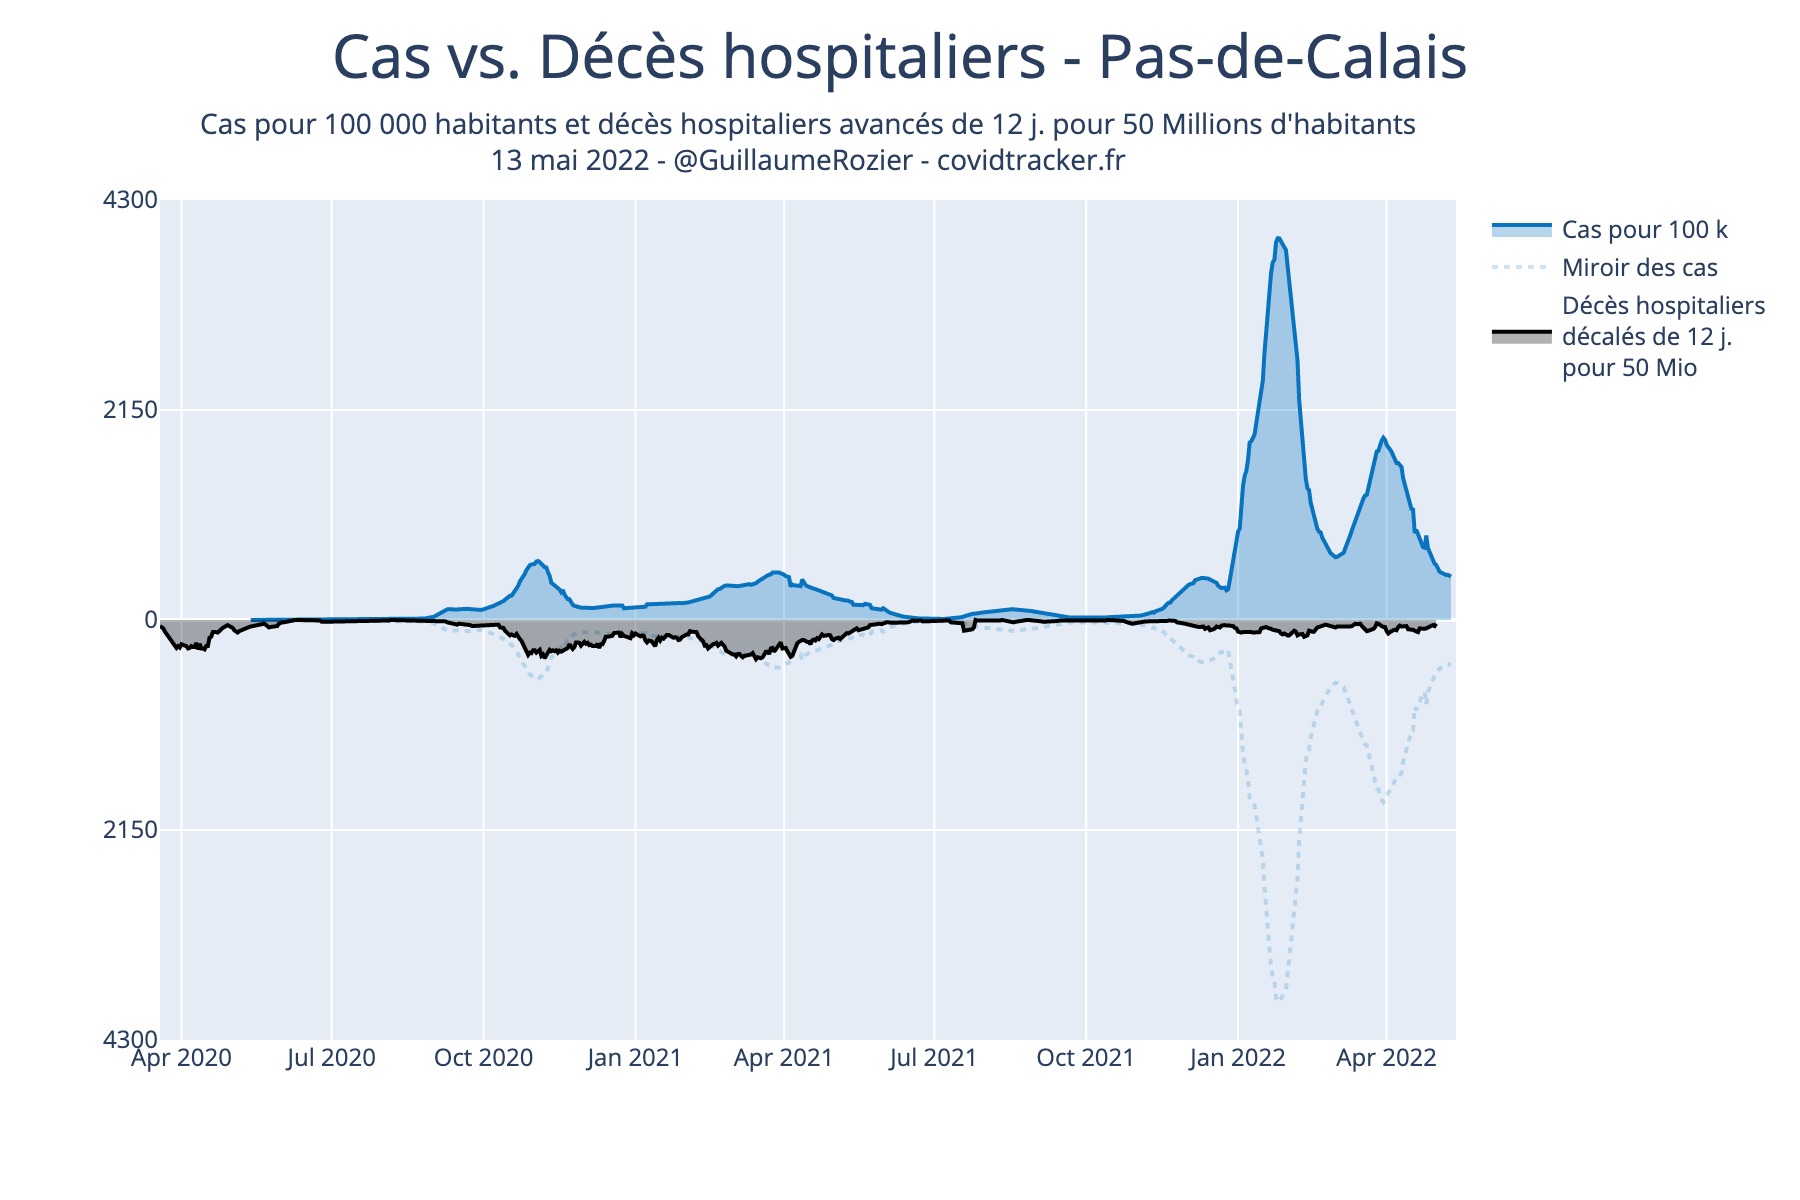 Cas vs. Décès hospitaliers - Pas-de-Calais
Cas pour 100 000 habitants et décès hospitaliers avancés de 12 j. pour 50 Millions d'habitants
13 mai 2022 - @GuillaumeRozier - covidtracker.fr
4300
2150
0
2150
4300
Apr 2020 Jul 2020 Oct 2020 Jan 2021 Apr 2021 Jul 2021 Oct 2021 Jan 2022 Apr 2022
Cas pour 100 k
Miroir des cas
Décès hospitaliers
décalés de 12 j.
pour 50 Mio